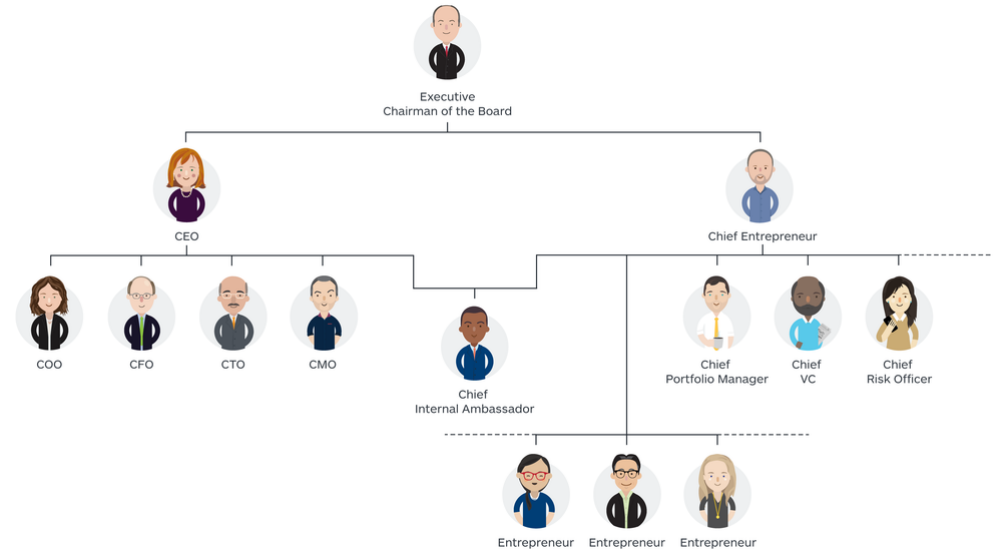 Executive
Chairman of the Board
CEO
Chief Entrepreneur
COO
CFO
CTO
CMO
Chief
Internal Ambassador
Chief
Portfolio Manager
Chief
VC
Chief
Risk Officer
Entrepreneur
Entrepreneur
Entrepreneur